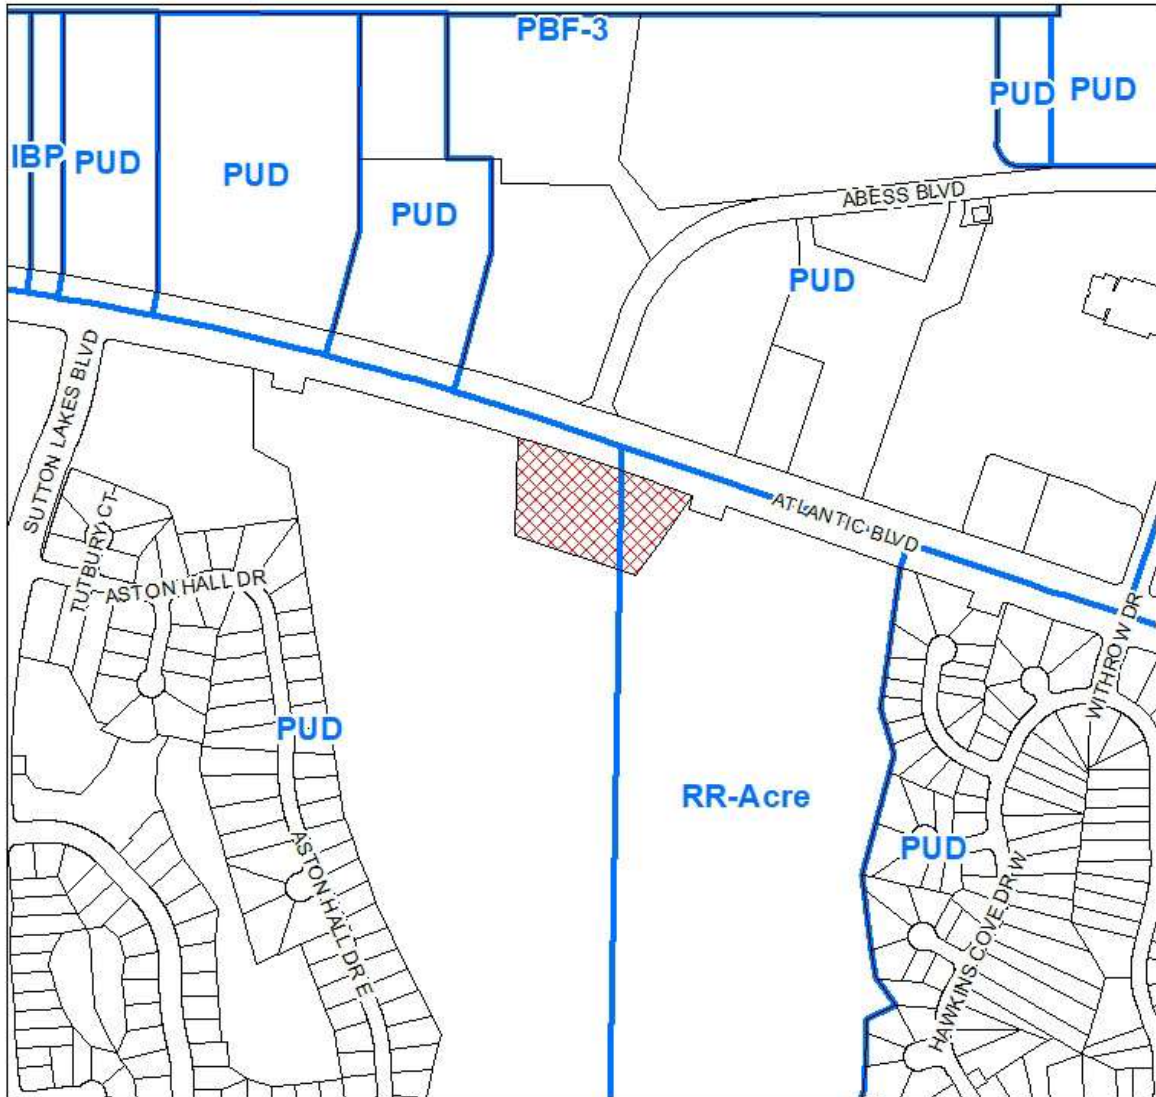 PBF-3
PUD
PUD
IBP
PUD
PUD
PUD
ABESS BLVD
PUD
SUTTON LAKES BLVD
TUTBURY CT
ASTON HALL DR
ATLANTIC BLVD
WITHROW DR
PUD
RR-Acre
PUD
ASTON HALL DR E
HAWKINS COVE DR W